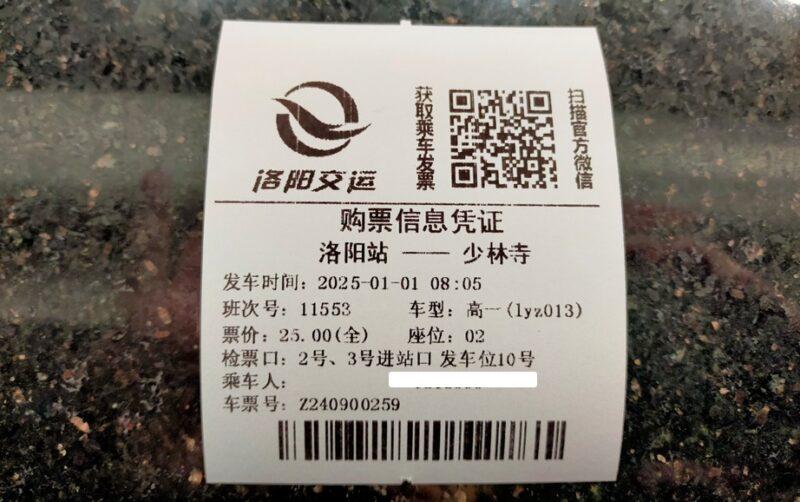 洛阳交运
获取乘车发票
扫描官方微信
购票信息凭证
洛阳站 —— 少林寺
发车时间：2025-01-01 08:05
班次号：11553 车型：高一(lyz013)
票价：25.00(全) 座位：02
检票口：2号、3号进站口 发车位10号
乘车人：
车票号：Z240900259